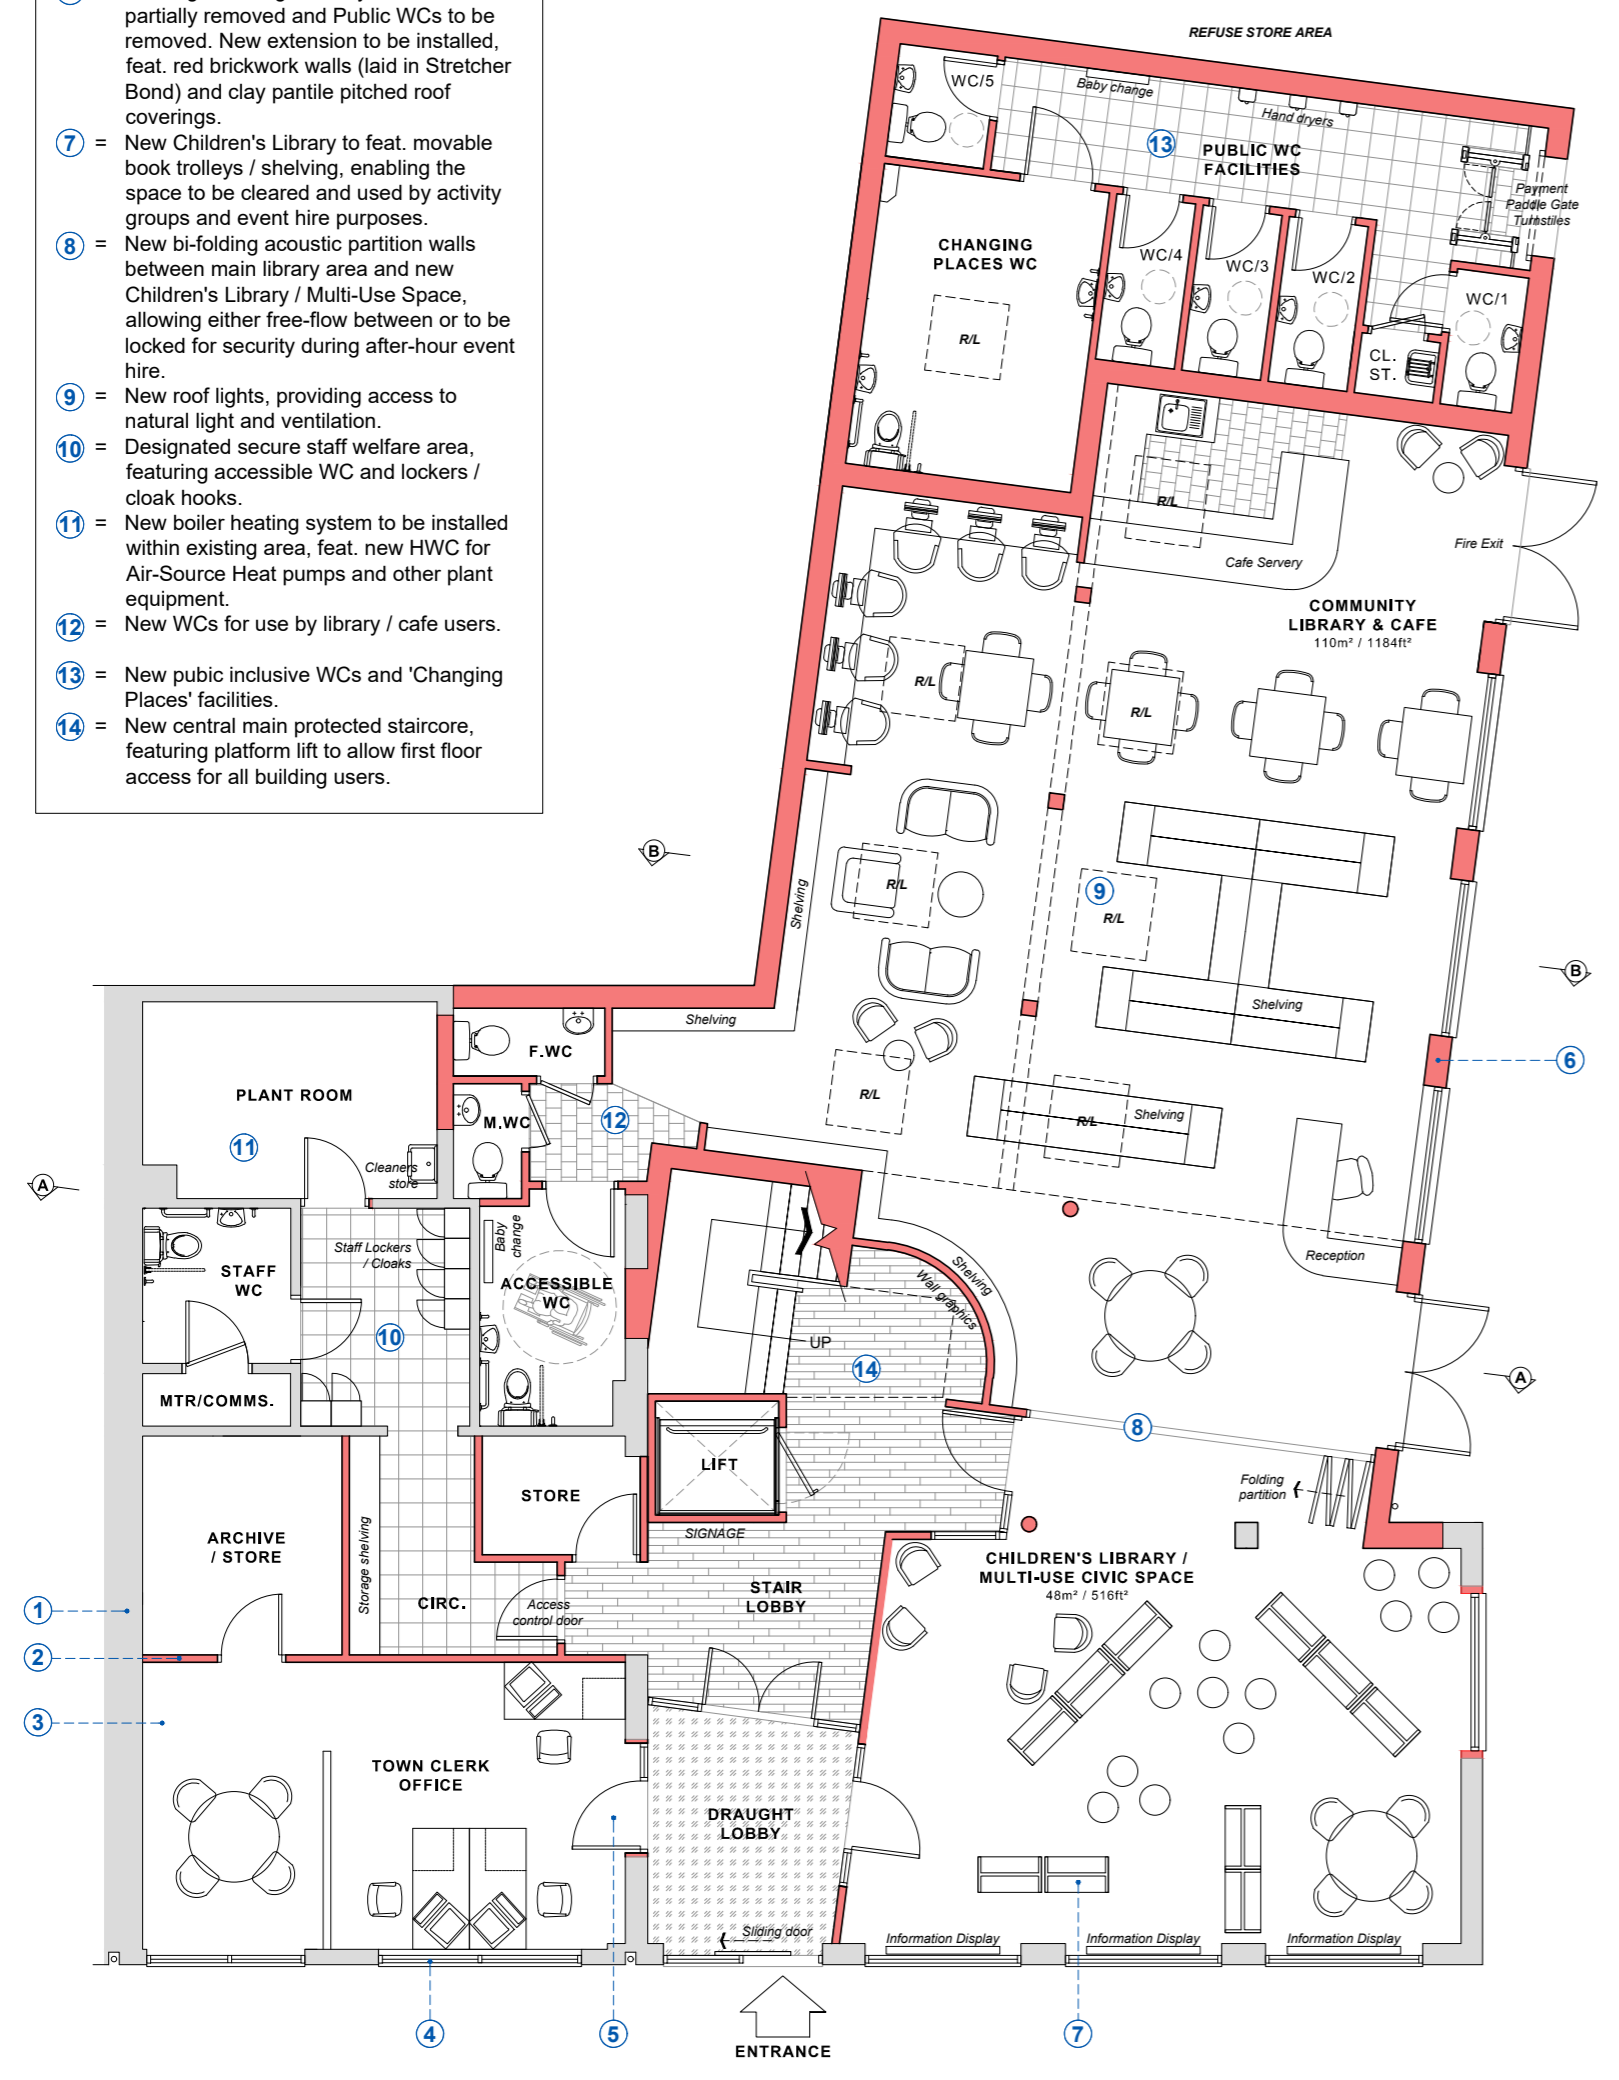 partially removed and Public WCs to be
removed. New extension to be installed,
feat. red brickwork walls (laid in Stretcher
Bond) and clay pantile pitched roof
coverings.
7 = New Children's Library to feat. movable
book trolleys / shelving, enabling the
space to be cleared and used by activity
groups and event hire purposes.
8 = New bi-folding acoustic partition walls
between main library area and new
Children's Library / Multi-Use Space,
allowing either free-flow between or to be
locked for security during after-hour event
hire.
9 = New roof lights, providing access to
natural light and ventilation.
10 = Designated secure staff welfare area,
featuring accessible WC and lockers /
cloak hooks.
11 = New boiler heating system to be installed
within existing area, feat. new HWC for
Air-Source Heat pumps and other plant
equipment.
12 = New WCs for use by library / cafe users.
13 = New pubic inclusive WCs and 'Changing
Places' facilities.
14 = New central main protected staircore,
featuring platform lift to allow first floor
access for all building users.
REFUSE STORE AREA
WC/5
Baby change
Hand dryers
13
PUBLIC WC
FACILITIES
Payment
Paddle Gate
Turnstiles
CHANGING
PLACES WC
R/L
WC/4
WC/3
WC/2
WC/1
CL.
ST.
R/L
Cafe Servery
Fire Exit
COMMUNITY
LIBRARY & CAFE
110m² / 1184ft²
R/L
R/L
B
Shelving
R/L
9
R/L
B
Shelving
Shelving
6
F.WC
R/L
R/L
Shelving
PLANT ROOM
11
M.WC
12
Cleaners
store
A
Staff Lockers
/ Cloaks
Baby
change
STAFF
WC
ACCESSIBLE
WC
10
Shelving
Wall graphics
Reception
UP
14
A
MTR/COMMS.
8
LIFT
Folding
partition
STORE
SIGNAGE
ARCHIVE
/ STORE
Storage shelving
CIRC.
Access
control door
STAIR
LOBBY
CHILDREN'S LIBRARY /
MULTI-USE CIVIC SPACE
48m² / 516ft²
1
2
3
TOWN CLERK
OFFICE
DRAUGHT
LOBBY
Sliding door
Information Display
Information Display
Information Display
4
5
7
ENTRANCE